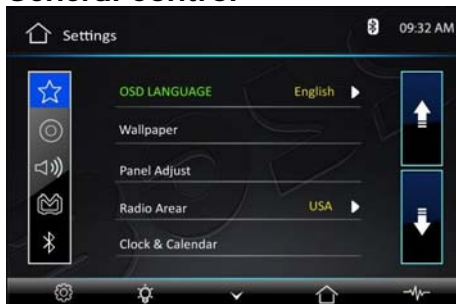 General control
Settings 09:32 AM
OSD LANGUAGE English
Wallpaper
Panel Adjust
Radio Arear USA
Clock & Calendar